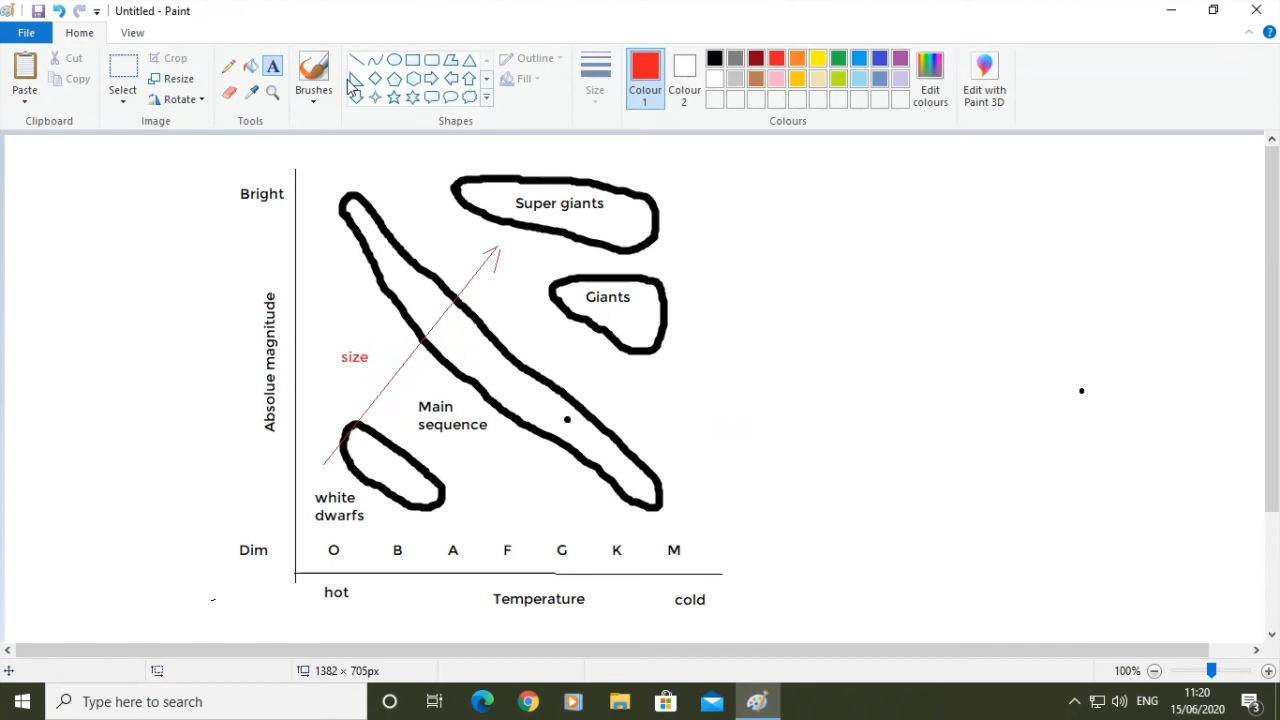 Untitled - Paint
File
Home
View
Paste
Cut
Copy
Clipboard
Select
Crop
Resize
Rotate
Image
A
Tools
Brushes
Shapes
Outline
Fill
Size
Colour
1
Colour
2
Edit
colours
Colours
Edit with
Paint 3D
Bright
Super giants
Giants
Absolue magnitude
size
Main
sequence
white
dwarfs
Dim
O B A F G K M
hot
Temperature
cold
1382 × 705px
100%
Type here to search
ENG
11:20
15/06/2020
3